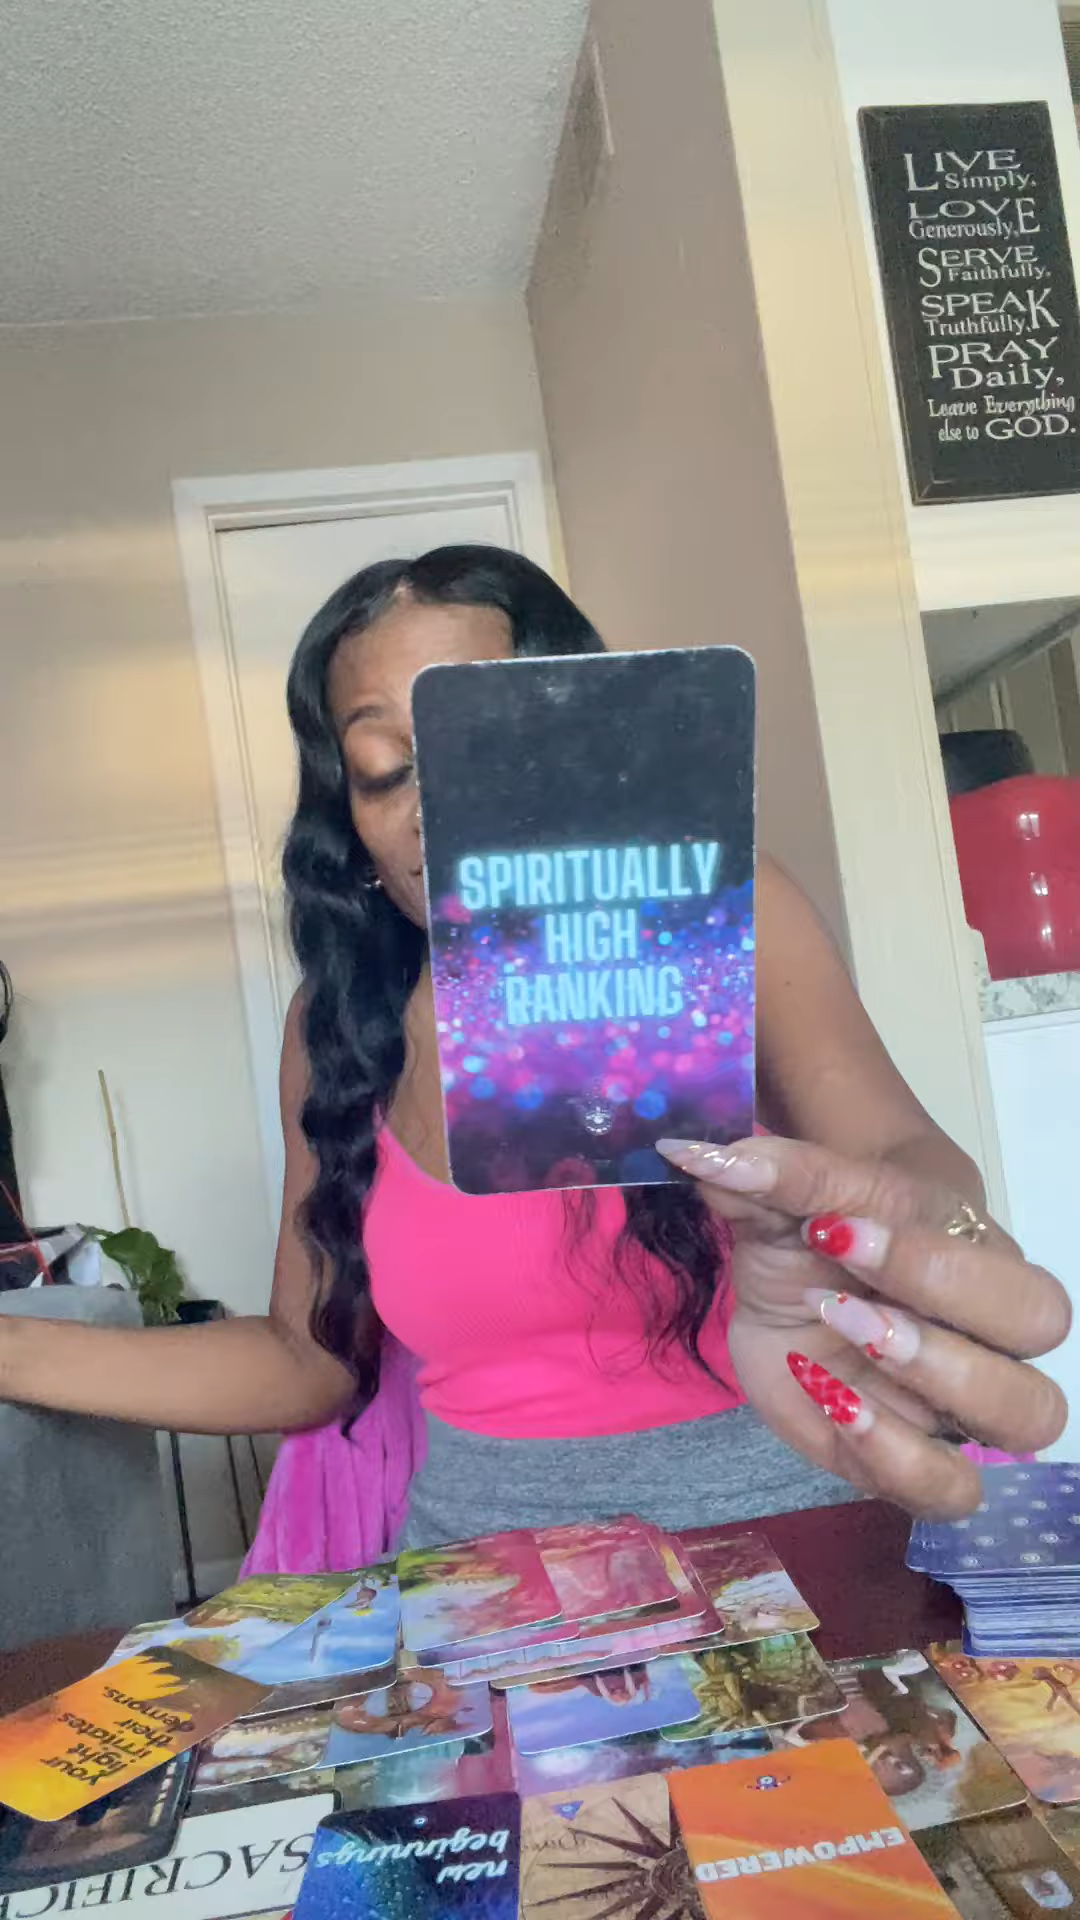 LIVE
Simply,
LOVE
Generously,
SERVE
Faithfully,
SPEAK
Truthfully,
PRAY
Daily,
Leave Everything
else to GOD.
SPIRITUALLY
HIGH
RANKING
your
light
irritates
their
demons.
new
beginnings
EMPOWERED